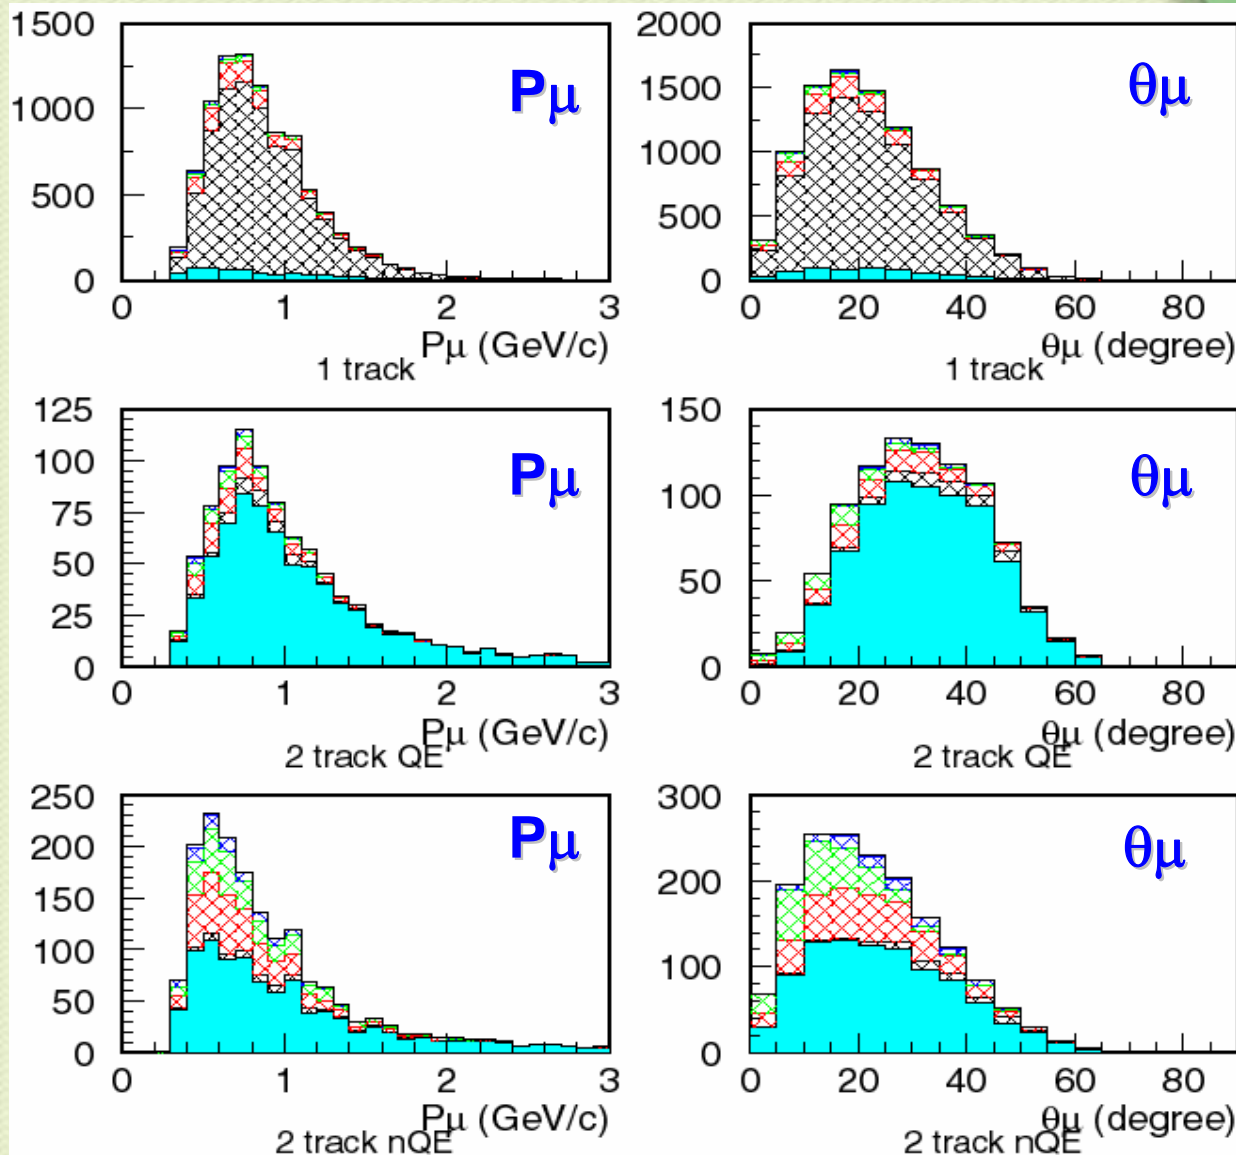 1500
1000
500
0
0 1 2 3
Pμ
Pμ (GeV/c)
1 track
2000
1500
1000
500
0
0 20 40 60 80
θμ
θμ (degree)
1 track
125
100
75
50
25
0
0 1 2 3
Pμ
Pμ (GeV/c)
2 track QE
150
100
50
0
0 20 40 60 80
θμ
θμ (degree)
2 track QE
250
200
150
100
50
0
0 1 2 3
Pμ
Pμ (GeV/c)
2 track nQE
300
200
100
0
0 20 40 60 80
θμ
θμ (degree)
2 track nQE